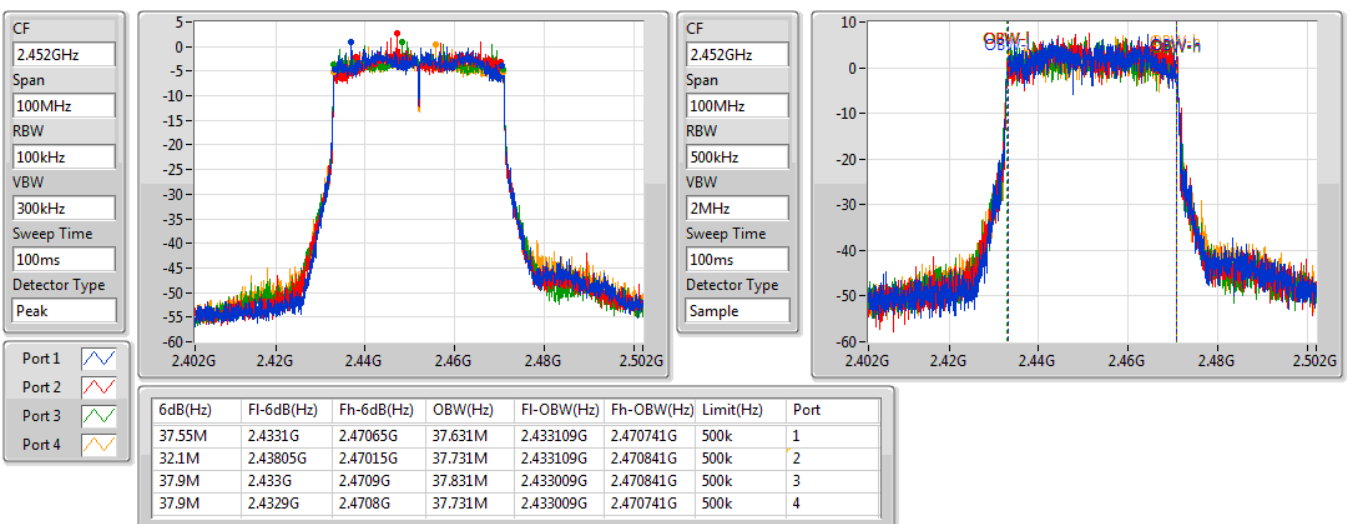 CF
2.452GHz
Span
100MHz
RBW
100kHz
VBW
300kHz
Sweep Time
100ms
Detector Type
Peak
5
0
-5
-10
-15
-20
-25
-30
-35
-40
-45
-50
-55
-60
2.402G 2.42G 2.44G 2.46G 2.48G 2.502G
CF
2.452GHz
Span
100MHz
RBW
500kHz
VBW
2MHz
Sweep Time
100ms
Detector Type
Sample
10
0
-10
-20
-30
-40
-50
-60
OBW-l OBW-h
2.402G 2.42G 2.44G 2.46G 2.48G 2.502G
Port 1
Port 2
Port 3
Port 4
6dB(Hz) Fl-6dB(Hz) Fh-6dB(Hz) OBW(Hz) Fl-OBW(Hz) Fh-OBW(Hz) Limit(Hz) Port
37.55M 2.4331G 2.47065G 37.631M 2.433109G 2.470741G 500k 1
32.1M 2.43805G 2.47015G 37.731M 2.433109G 2.470841G 500k 2
37.9M 2.433G 2.4709G 37.831M 2.433009G 2.470841G 500k 3
37.9M 2.4329G 2.4708G 37.731M 2.433009G 2.470741G 500k 4